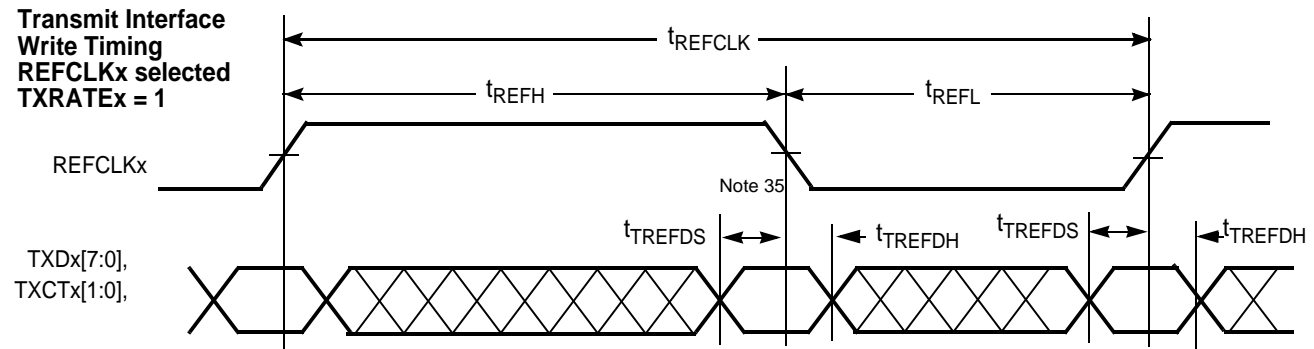 Transmit Interface
Write Timing
REFCLKx selected
TXRATEx = 1
tREFCLK
tREFH
tREFL
REFCLKx
Note 35
tTREFDS
tTREFDH
tTREFDS
tTREFDH
TXDx[7:0],
TXCTx[1:0],